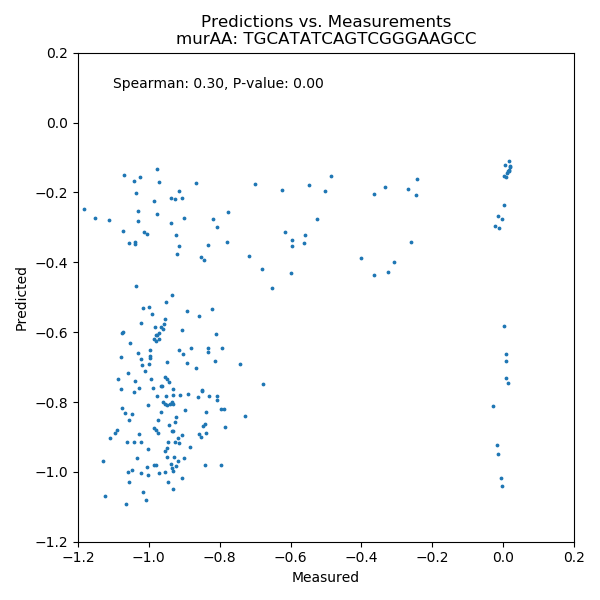 Predictions vs. Measurements
murAA: TGCATATCAGTCGGGAAGCC
Spearman: 0.30, P-value: 0.00
0.2
0.0
−0.2
−0.4
−0.6
−0.8
−1.0
−1.2
Predicted
−1.2 −1.0 −0.8 −0.6 −0.4 −0.2 0.0 0.2
Measured